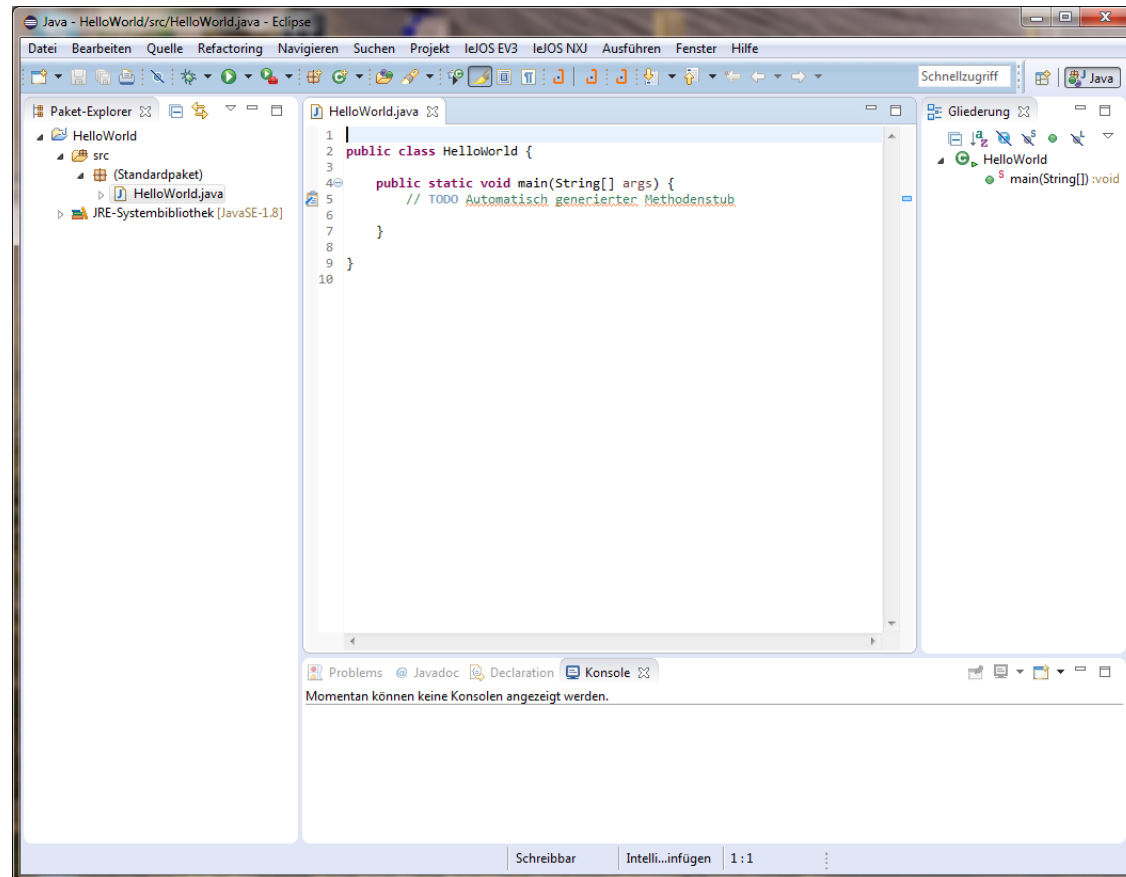 Java - HelloWorld/src/HelloWorld.java - Eclipse
Datei Bearbeiten Quelle Refactoring Navigieren Suchen Projekt leJOS EV3 leJOS NXJ Ausführen Fenster Hilfe
Schnellzugriff Java
Paket-Explorer
HelloWorld
src
(Standardpaket)
HelloWorld.java
JRE-Systembibliothek [JavaSE-1.8]
HelloWorld.java
1
2 public class HelloWorld {
3
4 public static void main(String[] args) {
5 // TODO Automatisch generierter Methodenstub
6
7 }
8
9 }
10
Gliederung
HelloWorld
main(String[]) : void
Problems @ Javadoc Declaration Konsole
Momentan können keine Konsolen angezeigt werden.
Schreibbar Intelli...infügen 1 : 1